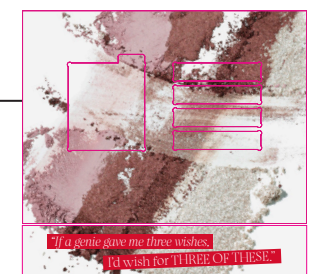 “If a genie gave me three wishes,
I’d wish for THREE OF THESE.”